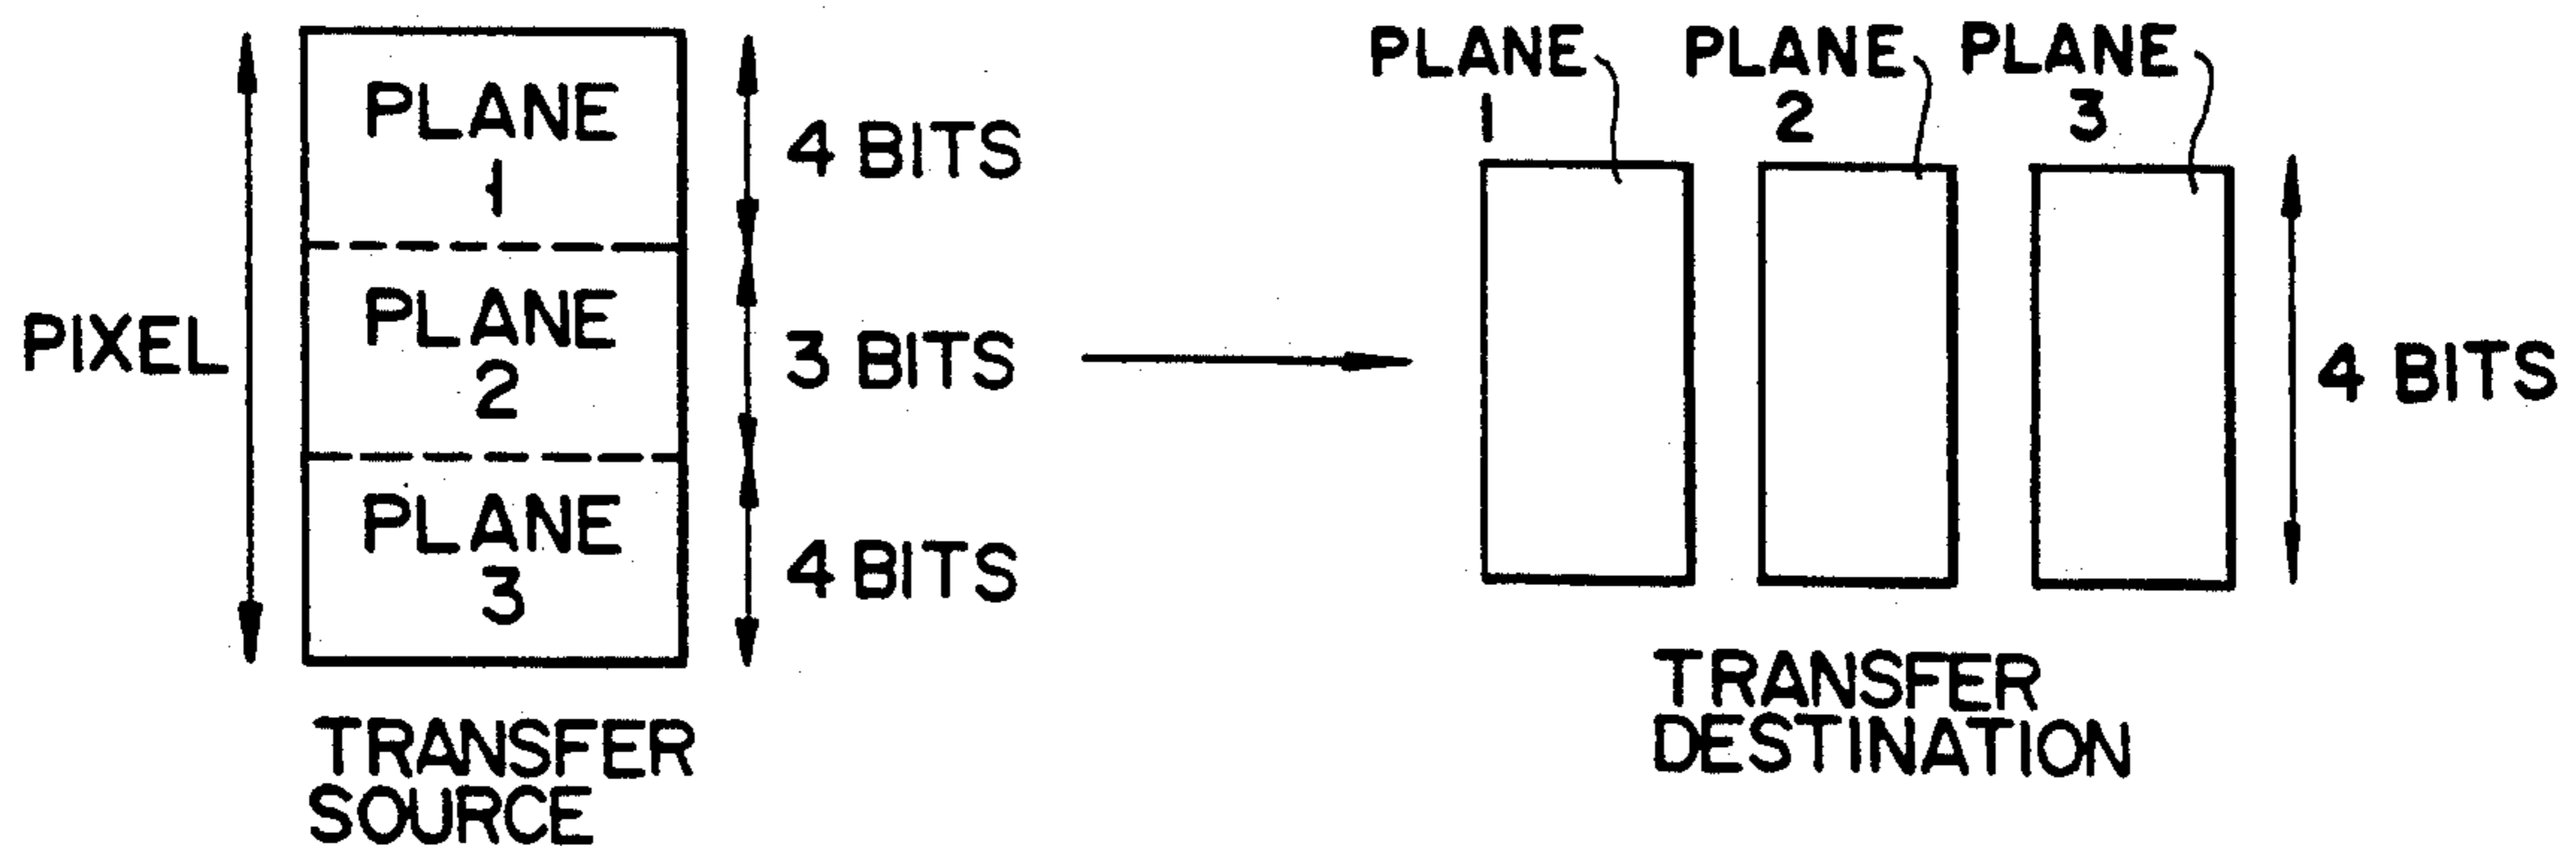 PIXEL
PLANE
1
PLANE
2
PLANE
3
4 BITS
3 BITS
4 BITS
TRANSFER
SOURCE
PLANE
1
PLANE
2
PLANE
3
4 BITS
TRANSFER
DESTINATION